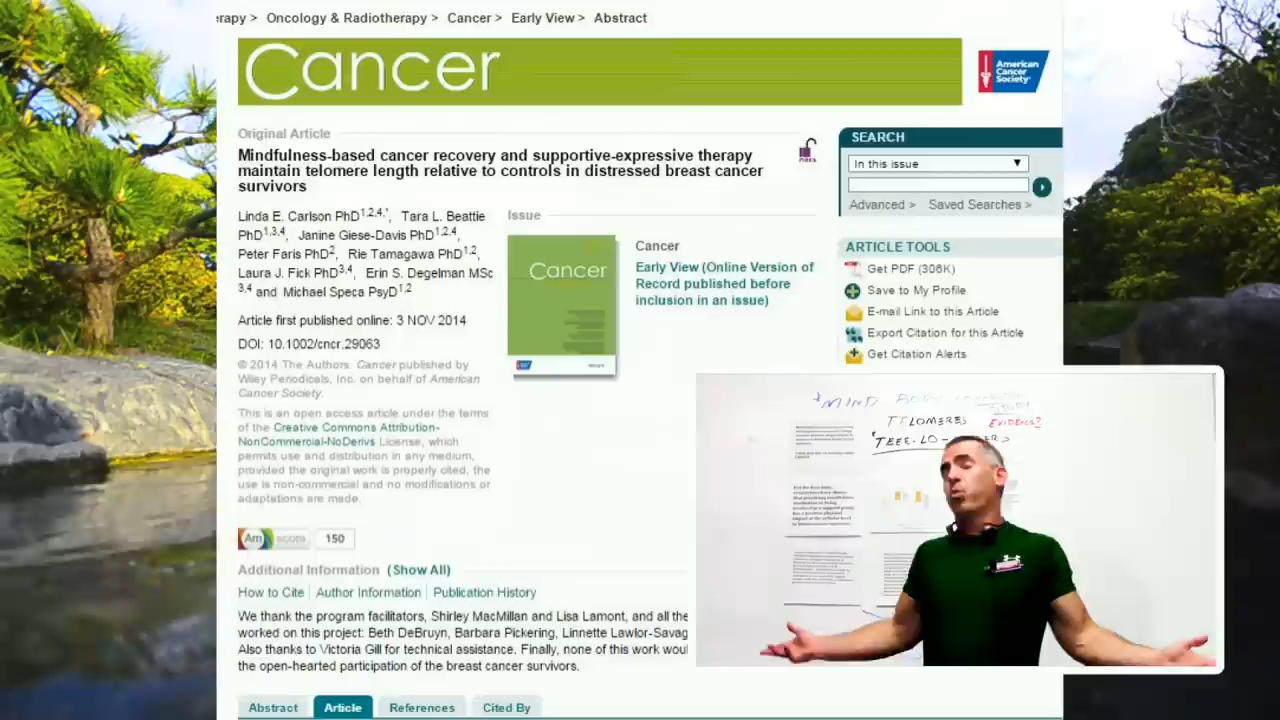 rapy > Oncology & Radiotherapy > Cancer > Early View > Abstract
Cancer
American
Cancer
Society
Original Article
FREE
Mindfulness-based cancer recovery and supportive-expressive therapy
maintain telomere length relative to controls in distressed breast cancer
survivors
Linda E. Carlson PhD1,2,4,*, Tara L. Beattie
PhD1,3,4, Janine Giese-Davis PhD1,2,4,
Peter Faris PhD2, Rie Tamagawa PhD1,2,
Laura J. Fick PhD3,4, Erin S. Degelman MSc
3,4 and Michael Speca PsyD1,2
Article first published online: 3 NOV 2014
DOI: 10.1002/cncr.29063
© 2014 The Authors. Cancer published by
Wiley Periodicals, Inc. on behalf of American
Cancer Society.
This is an open access article under the terms
of the Creative Commons Attribution-
NonCommercial-NoDerivs License, which
permits use and distribution in any medium,
provided the original work is properly cited, the
use is non-commercial and no modifications or
adaptations are made.
Am score 150
Issue
Cancer
Cancer
Early View (Online Version of
Record published before
inclusion in an issue)
SEARCH
In this issue
Advanced > Saved Searches >
ARTICLE TOOLS
Get PDF (306K)
Save to My Profile
E-mail Link to this Article
Export Citation for this Article
Get Citation Alerts
Additional Information (Show All)
How to Cite Author Information Publication History
We thank the program facilitators, Shirley MacMillan and Lisa Lamont, and all the
worked on this project: Beth DeBruyn, Barbara Pickering, Linnette Lawlor-Savag
Also thanks to Victoria Gill for technical assistance. Finally, none of this work woul
the open-hearted participation of the breast cancer survivors.
Abstract Article References Cited By
*MIND BODY
STUDY
TTLOMERES EVIDENCE?
TEEE-LO-